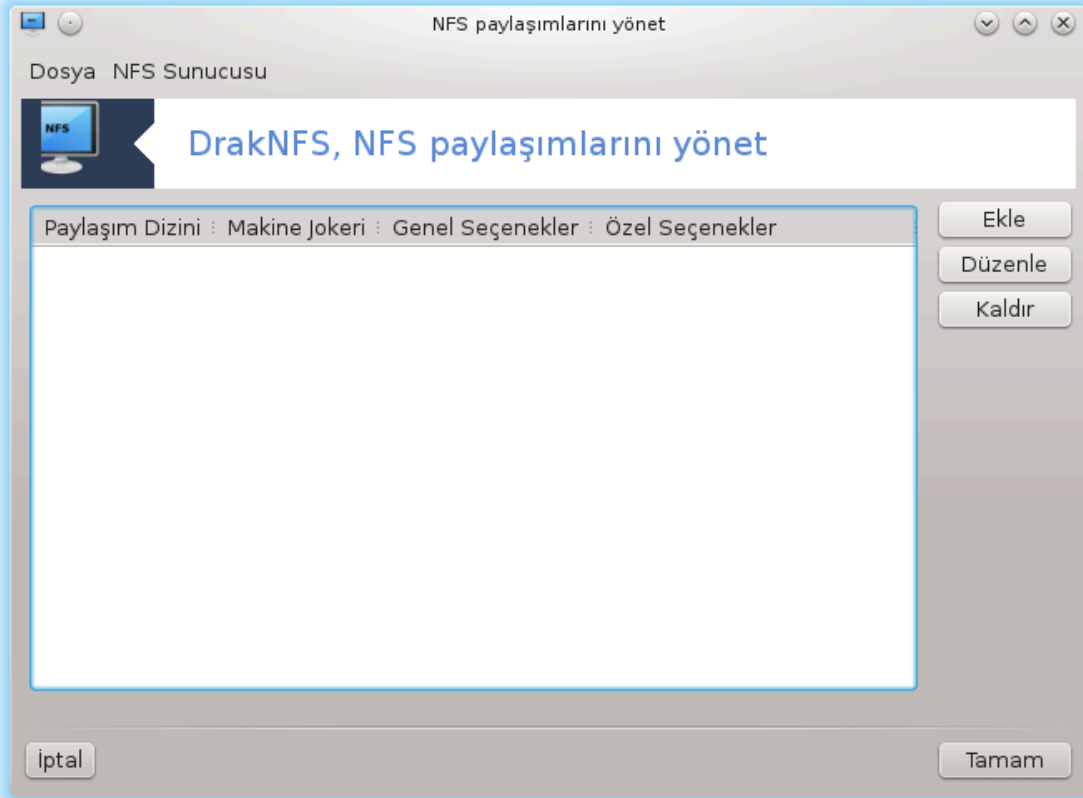 NFS paylaşımlarını yönet
Dosya NFS Sunucusu
NFS
DrakNFS, NFS paylaşımlarını yönet
Paylaşım Dizini Makine Jokeri Genel Seçenekler Özel Seçenekler
Ekle
Düzenle
Kaldır
İptal
Tamam